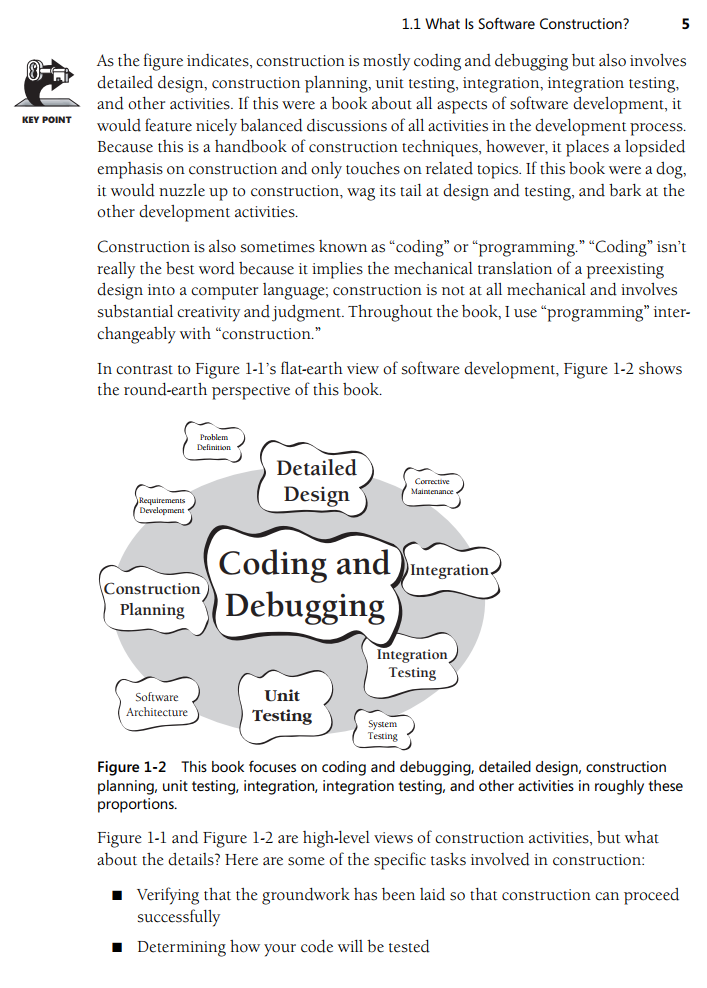 1.1 What Is Software Construction? 5
As the figure indicates, construction is mostly coding and debugging but also involves
detailed design, construction planning, unit testing, integration, integration testing,
and other activities. If this were a book about all aspects of software development, it
would feature nicely balanced discussions of all activities in the development process.
Because this is a handbook of construction techniques, however, it places a lopsided
emphasis on construction and only touches on related topics. If this book were a dog,
it would nuzzle up to construction, wag its tail at design and testing, and bark at the
other development activities.
KEY POINT
Construction is also sometimes known as “coding” or “programming.” “Coding” isn’t
really the best word because it implies the mechanical translation of a preexisting
design into a computer language; construction is not at all mechanical and involves
substantial creativity and judgment. Throughout the book, I use “programming” inter-
changeably with “construction.”
In contrast to Figure 1-1’s flat-earth view of software development, Figure 1-2 shows
the round-earth perspective of this book.
Problem
Definition
Detailed
Design
Corrective
Maintenance
Requirements
Development
Coding and
Debugging
Integration
Construction
Planning
Integration
Testing
Software
Architecture
Unit
Testing
System
Testing
Figure 1-2 This book focuses on coding and debugging, detailed design, construction
planning, unit testing, integration, integration testing, and other activities in roughly these
proportions.
Figure 1-1 and Figure 1-2 are high-level views of construction activities, but what
about the details? Here are some of the specific tasks involved in construction:
■ Verifying that the groundwork has been laid so that construction can proceed
successfully
■ Determining how your code will be tested